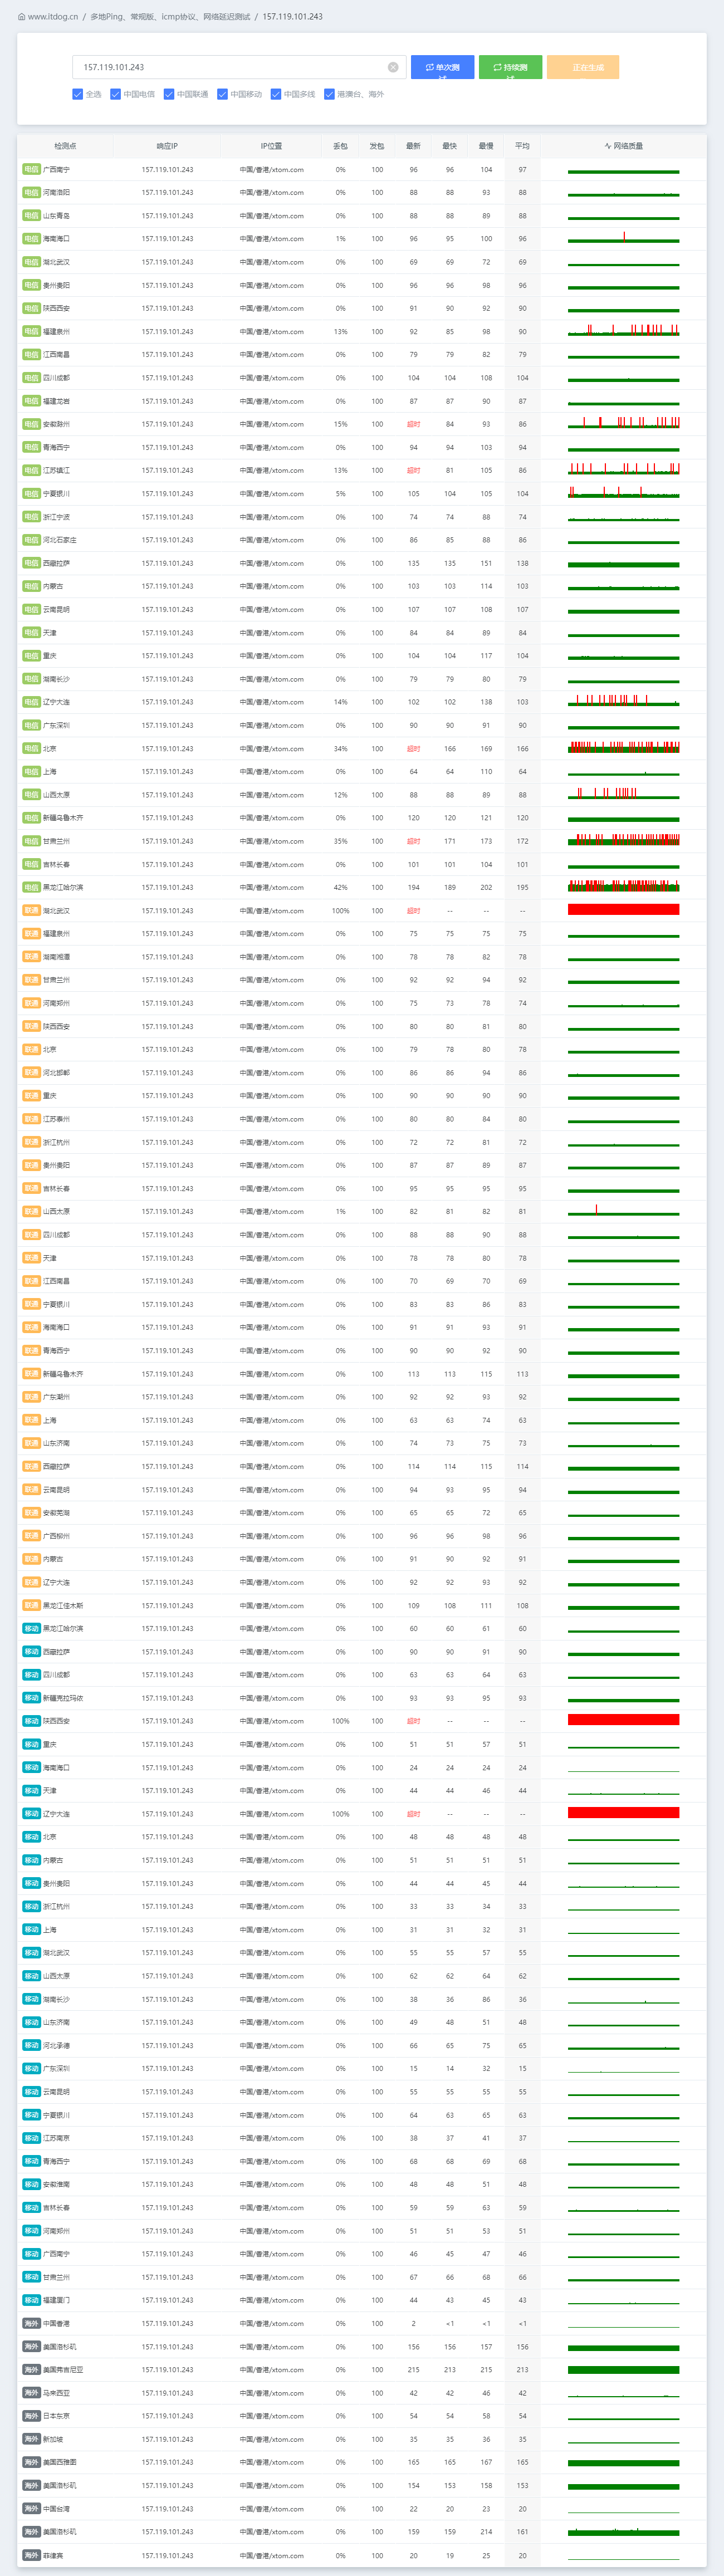 www.itdog.cn / 多地Ping、常规版、icmp协议、网络延迟测试 / 157.119.101.243
157.119.101.243 单次测试 持续测试 正在生成
全选 中国电信 中国联通 中国移动 中国多线 港澳台、海外
检测点 响应IP IP位置 丢包 发包 最新 最快 最慢 平均 网络质量
电信 广西南宁 157.119.101.243 中国/香港/xtom.com 0% 100 96 96 104 97
电信 河南洛阳 157.119.101.243 中国/香港/xtom.com 0% 100 88 88 93 88
电信 山东青岛 157.119.101.243 中国/香港/xtom.com 0% 100 88 88 89 88
电信 海南海口 157.119.101.243 中国/香港/xtom.com 1% 100 96 95 100 96
电信 湖北武汉 157.119.101.243 中国/香港/xtom.com 0% 100 69 69 72 69
电信 贵州贵阳 157.119.101.243 中国/香港/xtom.com 0% 100 96 96 98 96
电信 陕西西安 157.119.101.243 中国/香港/xtom.com 0% 100 91 90 92 90
电信 福建泉州 157.119.101.243 中国/香港/xtom.com 13% 100 92 85 98 90
电信 江西南昌 157.119.101.243 中国/香港/xtom.com 0% 100 79 79 82 79
电信 四川成都 157.119.101.243 中国/香港/xtom.com 0% 100 104 104 108 104
电信 福建龙岩 157.119.101.243 中国/香港/xtom.com 0% 100 87 87 90 87
电信 安徽滁州 157.119.101.243 中国/香港/xtom.com 15% 100 超时 84 93 86
电信 青海西宁 157.119.101.243 中国/香港/xtom.com 0% 100 94 94 103 94
电信 江苏镇江 157.119.101.243 中国/香港/xtom.com 13% 100 超时 81 105 86
电信 宁夏银川 157.119.101.243 中国/香港/xtom.com 5% 100 105 104 105 104
电信 浙江宁波 157.119.101.243 中国/香港/xtom.com 0% 100 74 74 88 74
电信 河北石家庄 157.119.101.243 中国/香港/xtom.com 0% 100 86 85 88 86
电信 西藏拉萨 157.119.101.243 中国/香港/xtom.com 0% 100 135 135 151 138
电信 内蒙古 157.119.101.243 中国/香港/xtom.com 0% 100 103 103 114 103
电信 云南昆明 157.119.101.243 中国/香港/xtom.com 0% 100 107 107 108 107
电信 天津 157.119.101.243 中国/香港/xtom.com 0% 100 84 84 89 84
电信 重庆 157.119.101.243 中国/香港/xtom.com 0% 100 104 104 117 104
电信 湖南长沙 157.119.101.243 中国/香港/xtom.com 0% 100 79 79 80 79
电信 辽宁大连 157.119.101.243 中国/香港/xtom.com 14% 100 102 102 138 103
电信 广东深圳 157.119.101.243 中国/香港/xtom.com 0% 100 90 90 91 90
电信 北京 157.119.101.243 中国/香港/xtom.com 34% 100 超时 166 169 166
电信 上海 157.119.101.243 中国/香港/xtom.com 0% 100 64 64 110 64
电信 山西太原 157.119.101.243 中国/香港/xtom.com 12% 100 88 88 89 88
电信 新疆乌鲁木齐 157.119.101.243 中国/香港/xtom.com 0% 100 120 120 121 120
电信 甘肃兰州 157.119.101.243 中国/香港/xtom.com 35% 100 超时 171 173 172
电信 吉林长春 157.119.101.243 中国/香港/xtom.com 0% 100 101 101 104 101
电信 黑龙江哈尔滨 157.119.101.243 中国/香港/xtom.com 42% 100 194 189 202 195
联通 湖北武汉 157.119.101.243 中国/香港/xtom.com 100% 100 超时 -- -- --
联通 福建泉州 157.119.101.243 中国/香港/xtom.com 0% 100 75 75 75 75
联通 湖南湘潭 157.119.101.243 中国/香港/xtom.com 0% 100 78 78 82 78
联通 甘肃兰州 157.119.101.243 中国/香港/xtom.com 0% 100 92 92 94 92
联通 河南郑州 157.119.101.243 中国/香港/xtom.com 0% 100 75 73 78 74
联通 陕西西安 157.119.101.243 中国/香港/xtom.com 0% 100 80 80 81 80
联通 北京 157.119.101.243 中国/香港/xtom.com 0% 100 79 78 80 78
联通 河北邯郸 157.119.101.243 中国/香港/xtom.com 0% 100 86 86 94 86
联通 重庆 157.119.101.243 中国/香港/xtom.com 0% 100 90 90 90 90
联通 江苏泰州 157.119.101.243 中国/香港/xtom.com 0% 100 80 80 84 80
联通 浙江杭州 157.119.101.243 中国/香港/xtom.com 0% 100 72 72 81 72
联通 贵州贵阳 157.119.101.243 中国/香港/xtom.com 0% 100 87 87 89 87
联通 吉林长春 157.119.101.243 中国/香港/xtom.com 0% 100 95 95 95 95
联通 山西太原 157.119.101.243 中国/香港/xtom.com 1% 100 82 81 82 81
联通 四川成都 157.119.101.243 中国/香港/xtom.com 0% 100 88 88 90 88
联通 天津 157.119.101.243 中国/香港/xtom.com 0% 100 78 78 80 78
联通 江西南昌 157.119.101.243 中国/香港/xtom.com 0% 100 70 69 70 69
联通 宁夏银川 157.119.101.243 中国/香港/xtom.com 0% 100 83 83 86 83
联通 海南海口 157.119.101.243 中国/香港/xtom.com 0% 100 91 91 93 91
联通 青海西宁 157.119.101.243 中国/香港/xtom.com 0% 100 90 90 92 90
联通 新疆乌鲁木齐 157.119.101.243 中国/香港/xtom.com 0% 100 113 113 115 113
联通 广东潮州 157.119.101.243 中国/香港/xtom.com 0% 100 92 92 93 92
联通 上海 157.119.101.243 中国/香港/xtom.com 0% 100 63 63 74 63
联通 山东济南 157.119.101.243 中国/香港/xtom.com 0% 100 74 73 75 73
联通 西藏拉萨 157.119.101.243 中国/香港/xtom.com 0% 100 114 114 115 114
联通 云南昆明 157.119.101.243 中国/香港/xtom.com 0% 100 94 93 95 94
联通 安徽芜湖 157.119.101.243 中国/香港/xtom.com 0% 100 65 65 72 65
联通 广西柳州 157.119.101.243 中国/香港/xtom.com 0% 100 96 96 98 96
联通 内蒙古 157.119.101.243 中国/香港/xtom.com 0% 100 91 90 92 91
联通 辽宁大连 157.119.101.243 中国/香港/xtom.com 0% 100 92 92 93 92
联通 黑龙江佳木斯 157.119.101.243 中国/香港/xtom.com 0% 100 109 108 111 108
移动 黑龙江哈尔滨 157.119.101.243 中国/香港/xtom.com 0% 100 60 60 61 60
移动 西藏拉萨 157.119.101.243 中国/香港/xtom.com 0% 100 90 90 91 90
移动 四川成都 157.119.101.243 中国/香港/xtom.com 0% 100 63 63 64 63
移动 新疆克拉玛依 157.119.101.243 中国/香港/xtom.com 0% 100 93 93 95 93
移动 陕西西安 157.119.101.243 中国/香港/xtom.com 100% 100 超时 -- -- --
移动 重庆 157.119.101.243 中国/香港/xtom.com 0% 100 51 51 57 51
移动 海南海口 157.119.101.243 中国/香港/xtom.com 0% 100 24 24 24 24
移动 天津 157.119.101.243 中国/香港/xtom.com 0% 100 44 44 46 44
移动 辽宁大连 157.119.101.243 中国/香港/xtom.com 100% 100 超时 -- -- --
移动 北京 157.119.101.243 中国/香港/xtom.com 0% 100 48 48 48 48
移动 内蒙古 157.119.101.243 中国/香港/xtom.com 0% 100 51 51 51 51
移动 贵州贵阳 157.119.101.243 中国/香港/xtom.com 0% 100 44 44 45 44
移动 浙江杭州 157.119.101.243 中国/香港/xtom.com 0% 100 33 33 34 33
移动 上海 157.119.101.243 中国/香港/xtom.com 0% 100 31 31 32 31
移动 湖北武汉 157.119.101.243 中国/香港/xtom.com 0% 100 55 55 57 55
移动 山西太原 157.119.101.243 中国/香港/xtom.com 0% 100 62 62 64 62
移动 湖南长沙 157.119.101.243 中国/香港/xtom.com 0% 100 38 36 86 36
移动 山东济南 157.119.101.243 中国/香港/xtom.com 0% 100 49 48 51 48
移动 河北承德 157.119.101.243 中国/香港/xtom.com 0% 100 66 65 75 65
移动 广东深圳 157.119.101.243 中国/香港/xtom.com 0% 100 15 14 32 15
移动 云南昆明 157.119.101.243 中国/香港/xtom.com 0% 100 55 55 55 55
移动 宁夏银川 157.119.101.243 中国/香港/xtom.com 0% 100 64 63 65 63
移动 江苏南京 157.119.101.243 中国/香港/xtom.com 0% 100 38 37 41 37
移动 青海西宁 157.119.101.243 中国/香港/xtom.com 0% 100 68 68 69 68
移动 安徽淮南 157.119.101.243 中国/香港/xtom.com 0% 100 48 48 51 48
移动 吉林长春 157.119.101.243 中国/香港/xtom.com 0% 100 59 59 63 59
移动 河南郑州 157.119.101.243 中国/香港/xtom.com 0% 100 51 51 53 51
移动 广西南宁 157.119.101.243 中国/香港/xtom.com 0% 100 46 45 47 46
移动 甘肃兰州 157.119.101.243 中国/香港/xtom.com 0% 100 67 66 68 66
移动 福建厦门 157.119.101.243 中国/香港/xtom.com 0% 100 44 43 45 43
海外 中国香港 157.119.101.243 中国/香港/xtom.com 0% 100 2 <1 <1 <1
海外 美国洛杉矶 157.119.101.243 中国/香港/xtom.com 0% 100 156 156 157 156
海外 美国弗吉尼亚 157.119.101.243 中国/香港/xtom.com 0% 100 215 213 215 213
海外 马来西亚 157.119.101.243 中国/香港/xtom.com 0% 100 42 42 46 42
海外 日本东京 157.119.101.243 中国/香港/xtom.com 0% 100 54 54 58 54
海外 新加坡 157.119.101.243 中国/香港/xtom.com 0% 100 35 35 36 35
海外 美国西雅图 157.119.101.243 中国/香港/xtom.com 0% 100 165 165 167 165
海外 美国洛杉矶 157.119.101.243 中国/香港/xtom.com 0% 100 154 153 158 153
海外 中国台湾 157.119.101.243 中国/香港/xtom.com 0% 100 22 20 23 20
海外 美国洛杉矶 157.119.101.243 中国/香港/xtom.com 0% 100 159 159 214 161
海外 菲律宾 157.119.101.243 中国/香港/xtom.com 0% 100 20 19 25 20